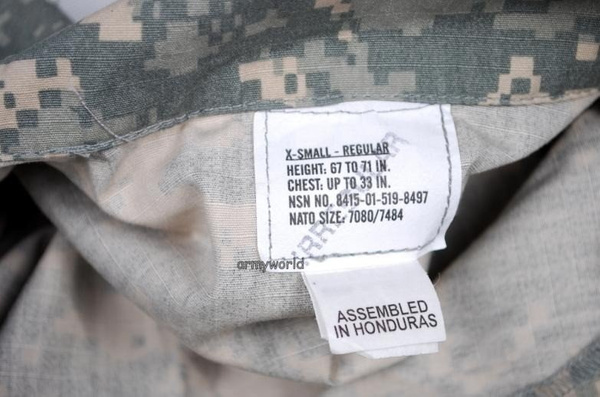 X-SMALL - REGULAR
HEIGHT: 67 TO 71 IN.
CHEST: UP TO 33 IN.
NSN NO. 8415-01-519-8497
NATO SIZE: 7080/7484
armyworld
ASSEMBLED
IN HONDURAS